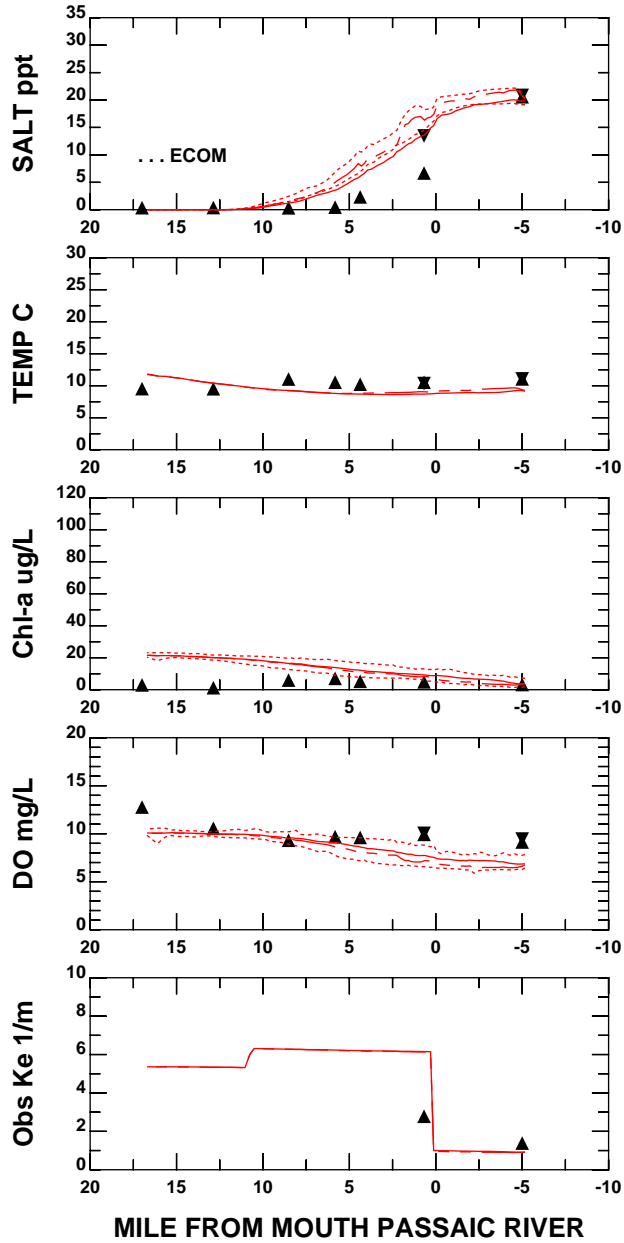 SALT ppt
35
30
25
20
15
10
5
0
. . . ECOM
20 15 10 5 0 -5 -10
TEMP C
30
25
20
15
10
5
0
20 15 10 5 0 -5 -10
Chl-a ug/L
120
100
80
60
40
20
0
20 15 10 5 0 -5 -10
DO mg/L
20
15
10
5
0
20 15 10 5 0 -5 -10
Obs Ke 1/m
10
8
6
4
2
0
20 15 10 5 0 -5 -10
MILE FROM MOUTH PASSAIC RIVER